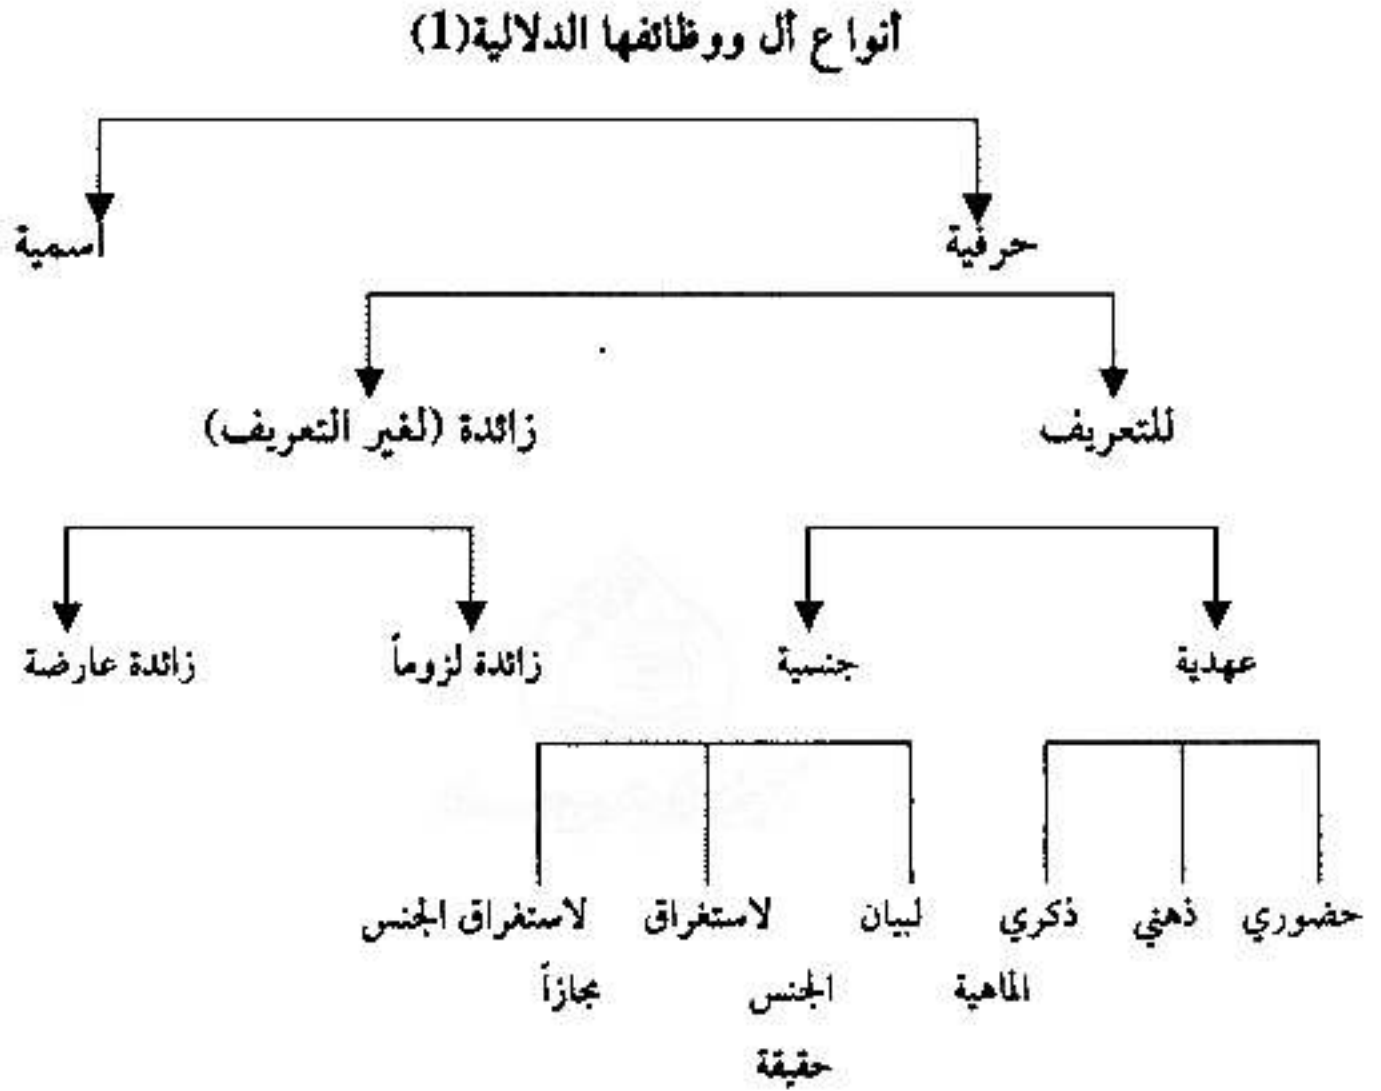 أنواع أل ووظائفها الدلالية(1)
حرفية اسمية
للتعريف زائدة (لغير التعريف)
عهدية جنسية زائدة لزوماً زائدة عارضة
حضوري ذهني ذكري لبيان لاستغراق لاستغراق الجنس
الماهية الجنس مجازاً
حقيقة